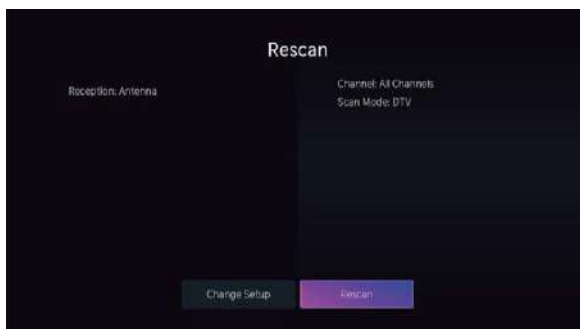 Rescan
Reception: Antenna
Channel: All Channels
Scan Mode: DTV
Change Setup
Rescan